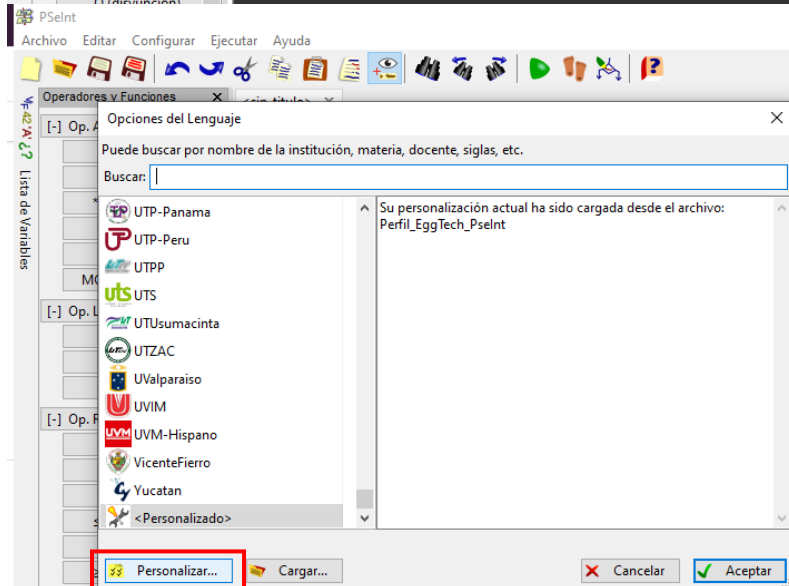 O (disyunción)
PSeInt
Archivo Editar Configurar Ejecutar Ayuda
Operadores y Funciones X <sin_titulo> X
Lista de Variables
Opciones del Lenguaje
Puede buscar por nombre de la institución, materia, docente, siglas, etc.
Buscar:
[-] Op. A
*
MO
[-] Op. L
[-] Op. R
UTP-Panama
UTP-Peru
UTPP
UTS
UTUsumacinta
UTZAC
UValparaiso
UVIM
UVM-Hispano
VicenteFierro
Yucatan
<Personalizado>
Su personalización actual ha sido cargada desde el archivo:
Perfil_EggTech_PseInt
Personalizar...
Cargar...
Cancelar
Aceptar